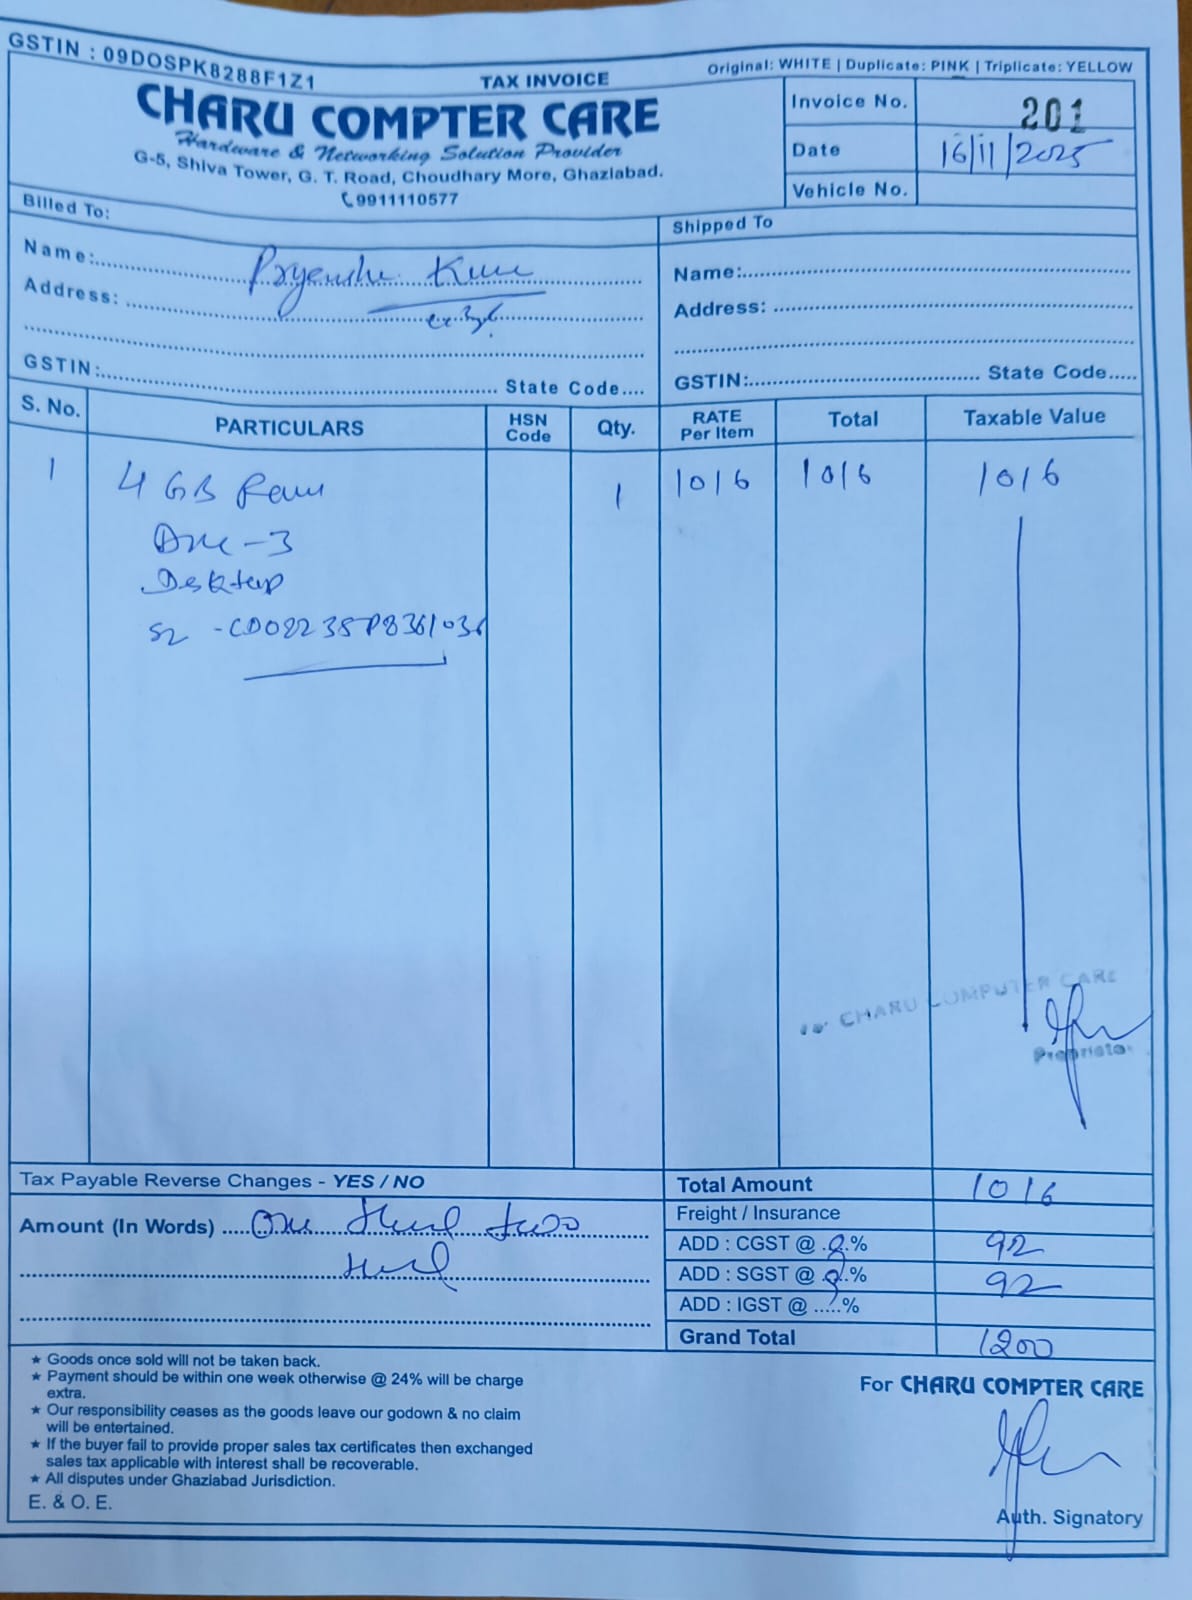 GSTIN : 09DOSPK8288F1Z1
TAX INVOICE
Original: WHITE | Duplicate: PINK | Triplicate: YELLOW
CHARU COMPTER CARE
Hardware & Networking Solution Provider
G-5, Shiva Tower, G. T. Road, Choudhary More, Ghaziabad.
9911110577
Invoice No. 201
Date 16/11/2025
Vehicle No.
Billed To:
Name:
Address:
GSTIN: State Code....
Shipped To
Name:
Address:
GSTIN: State Code.....
S. No. PARTICULARS HSN Code Qty. RATE Per Item Total Taxable Value
1 4 GB Ram 1 1016 1016 1016
-3
Desktop
CHARU COMPUTER CARE
Proprietor
Tax Payable Reverse Changes - YES / NO
Amount (In Words) One
Total Amount 1016
Freight / Insurance
ADD : CGST @ 9 % 92
ADD : SGST @ 9 % 92
ADD : IGST @ .....%
Grand Total 1200
★ Goods once sold will not be taken back.
★ Payment should be within one week otherwise @ 24% will be charge
extra.
★ Our responsibility ceases as the goods leave our godown & no claim
will be entertained.
★ If the buyer fail to provide proper sales tax certificates then exchanged
sales tax applicable with interest shall be recoverable.
★ All disputes under Ghaziabad Jurisdiction.
E. & O. E.
For CHARU COMPTER CARE
Auth. Signatory